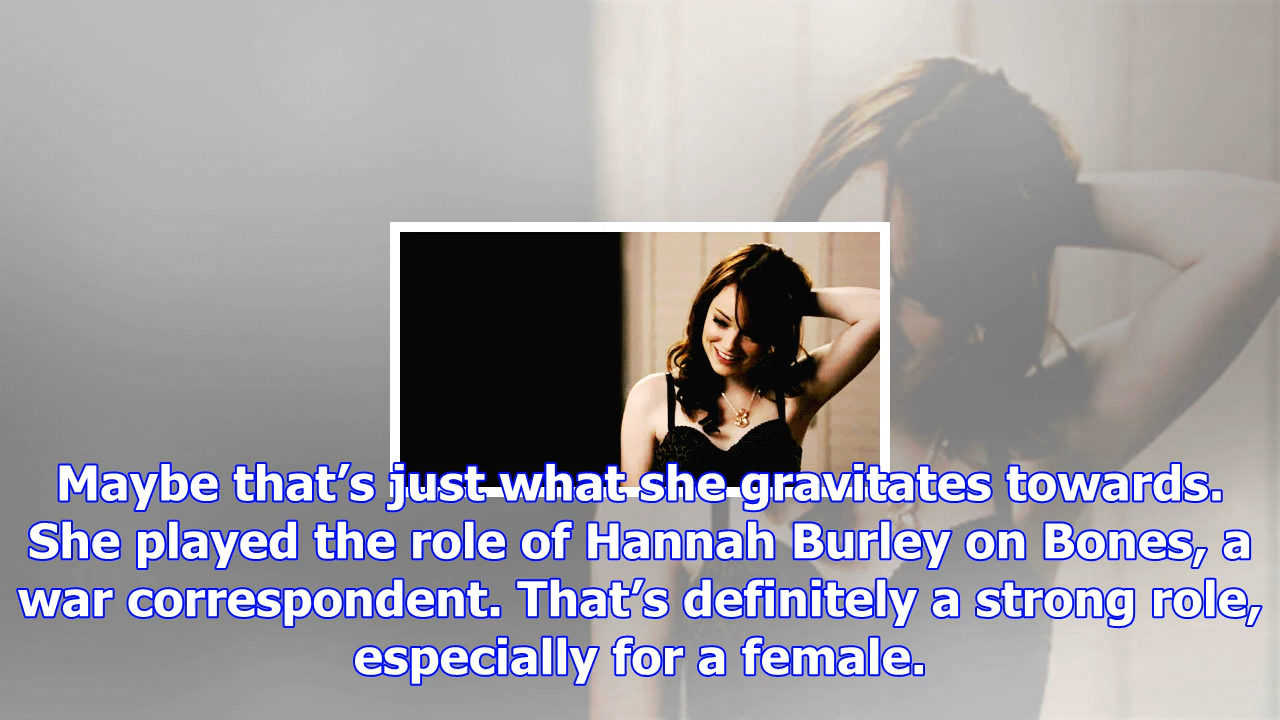 Maybe that’s just what she gravitates towards.
She played the role of Hannah Burley on Bones, a
war correspondent. That’s definitely a strong role,
especially for a female.